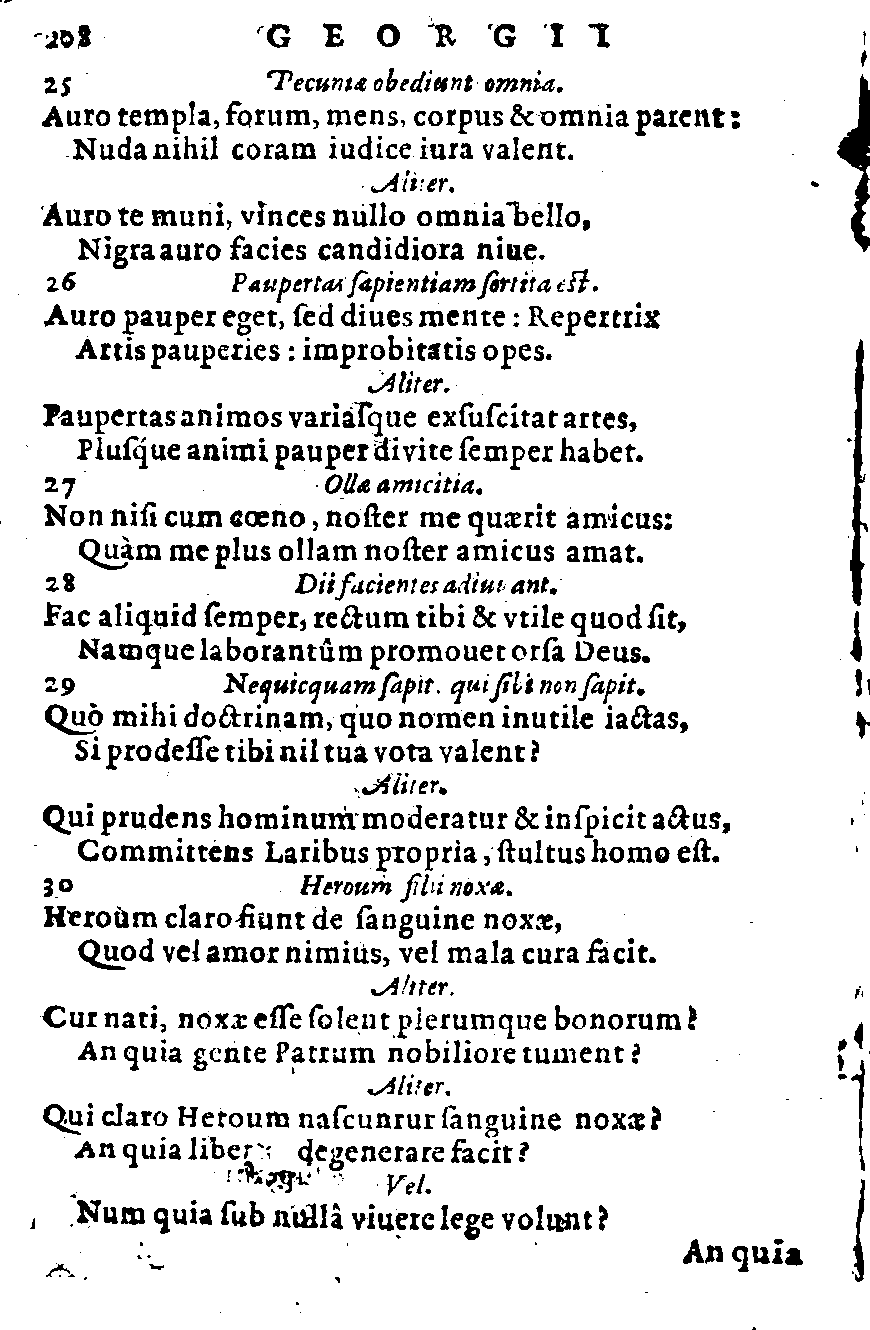 208 GEORGII
25 Pecuniæ obediunt omnia.
Auro templa, forum, mens, corpus & omnia parent:
Nuda nihil coram iudice iura valent.
Aliter.
Auro te muni, vinces nullo omnia bello,
Nigra auro facies candidiora niue.
26 Paupertas ſapientiam ſortita eſt.
Auro pauper eget, ſed diues mente : Repertrix
Artis pauperies : improbitatis opes.
Aliter.
Paupertas animos variaſque exſuſcitat artes,
Pluſq́ue animi pauper divite ſemper habet.
27 Ollæ amicitia.
Non niſi cum cœno, noſter me quærit amicus:
Quàm me plus ollam noſter amicus amat.
28 Dii facientes adiuvant.
Fac aliquid ſemper, rectum tibi & vtile quod ſit,
Namque laborantûm promouet orſa Deus.
29 Nequicquam ſapit, qui ſibi non ſapit.
Quò mihi doctrinam, quo nomen inutile iactas,
Si prodeſſe tibi nil tua vota valent?
Aliter.
Qui prudens hominum moderatur & inſpicit actus,
Committens Laribus propria, ſtultus homo eſt.
30 Heroum filii noxæ.
Heroum claro fiunt de ſanguine noxæ,
Quod vel amor nimius, vel mala cura facit.
Aliter.
Cur nati, noxæ eſſe ſolent plerumque bonorum?
An quia gente Patrum nobiliore tument?
Aliter.
Qui claro Heroum naſcunrur ſanguine noxæ?
An quia liber degenerare facit?
Vel.
Num quia ſub nullâ viuere lege volunt?
An quia